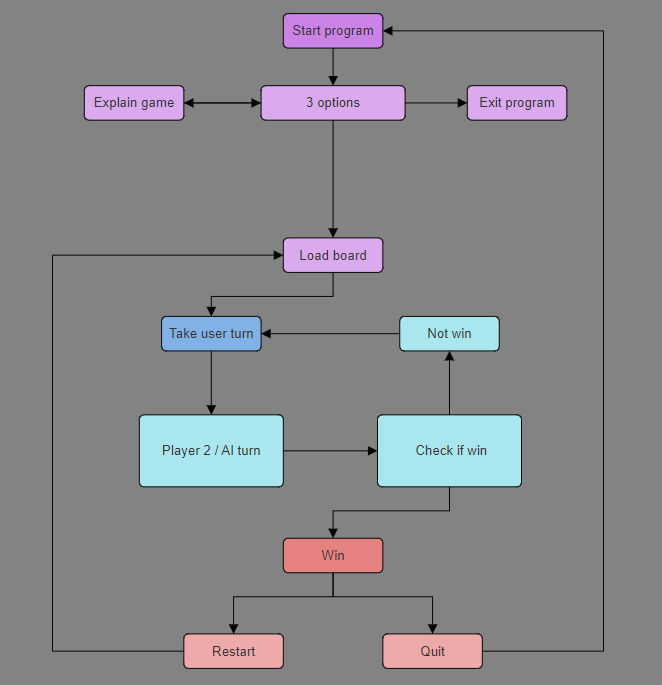 Start program
Explain game
3 options
Exit program
Load board
Take user turn
Not win
Player 2 / AI turn
Check if win
Win
Restart
Quit